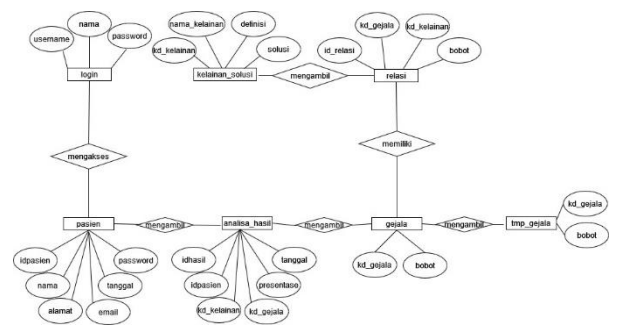 nama
username
password
login
nama_kelainan
definisi
kd_kelainan
solusi
kelainan_solusi
mengambil
kd_gejala
kd_kelainan
id_relasi
bobot
relasi
mengakses
memiliki
pasien
mengambil
analisa_hasil
mengambil
gejala
mengambil
tmp_gejala
kd_gejala
bobot
idpasien
password
nama
tanggal
alamat
email
idhasil
tanggal
idpasien
presentase
kd_kelainan
kd_gejala
kd_gejala
bobot